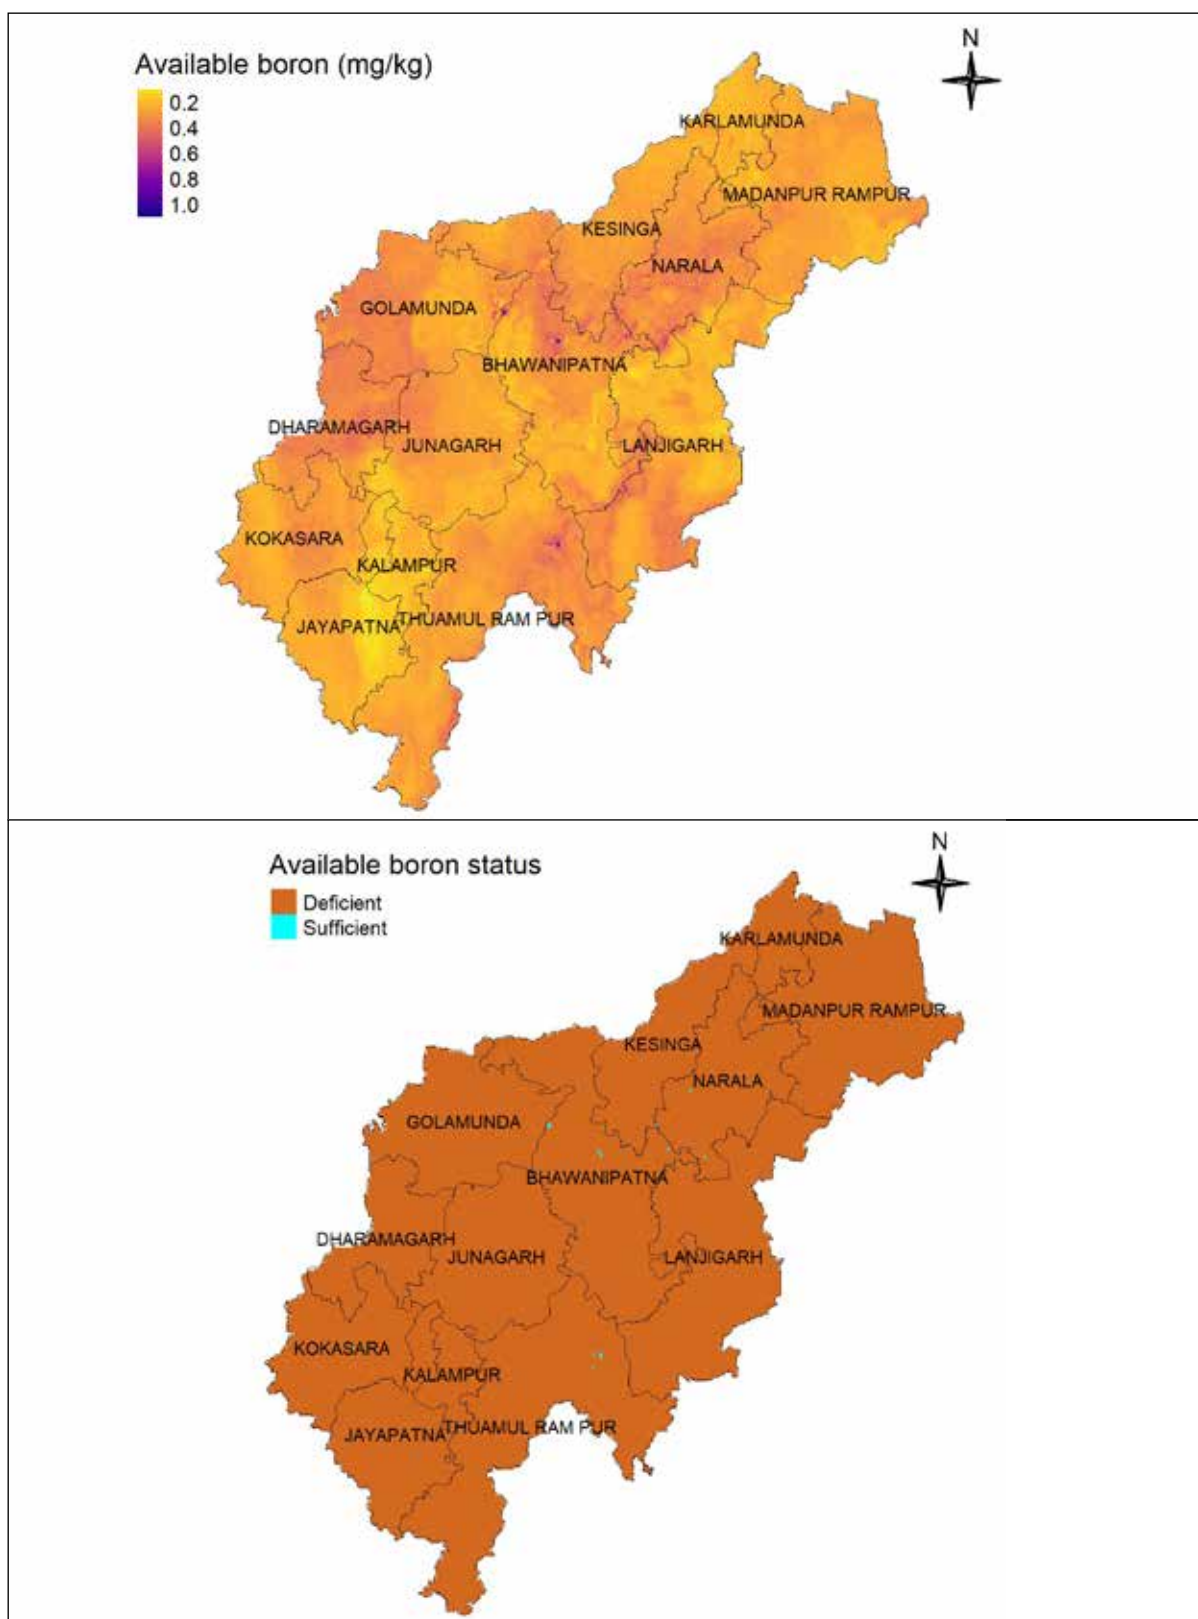 N
Available boron (mg/kg)
0.2
0.4
0.6
0.8
1.0
KARLAMUNDA
MADANPUR RAMPUR
KESINGA
NARALA
GOLAMUNDA
BHAWANIPATNA
DHARAMAGARH
JUNAGARH
LANJIGARH
KOKASARA
KALAMPUR
JAYAPATNA
THUAMUL RAM PUR
N
Available boron status
Deficient
Sufficient
KARLAMUNDA
MADANPUR RAMPUR
KESINGA
NARALA
GOLAMUNDA
BHAWANIPATNA
DHARAMAGARH
JUNAGARH
LANJIGARH
KOKASARA
KALAMPUR
JAYAPATNA
THUAMUL RAM PUR